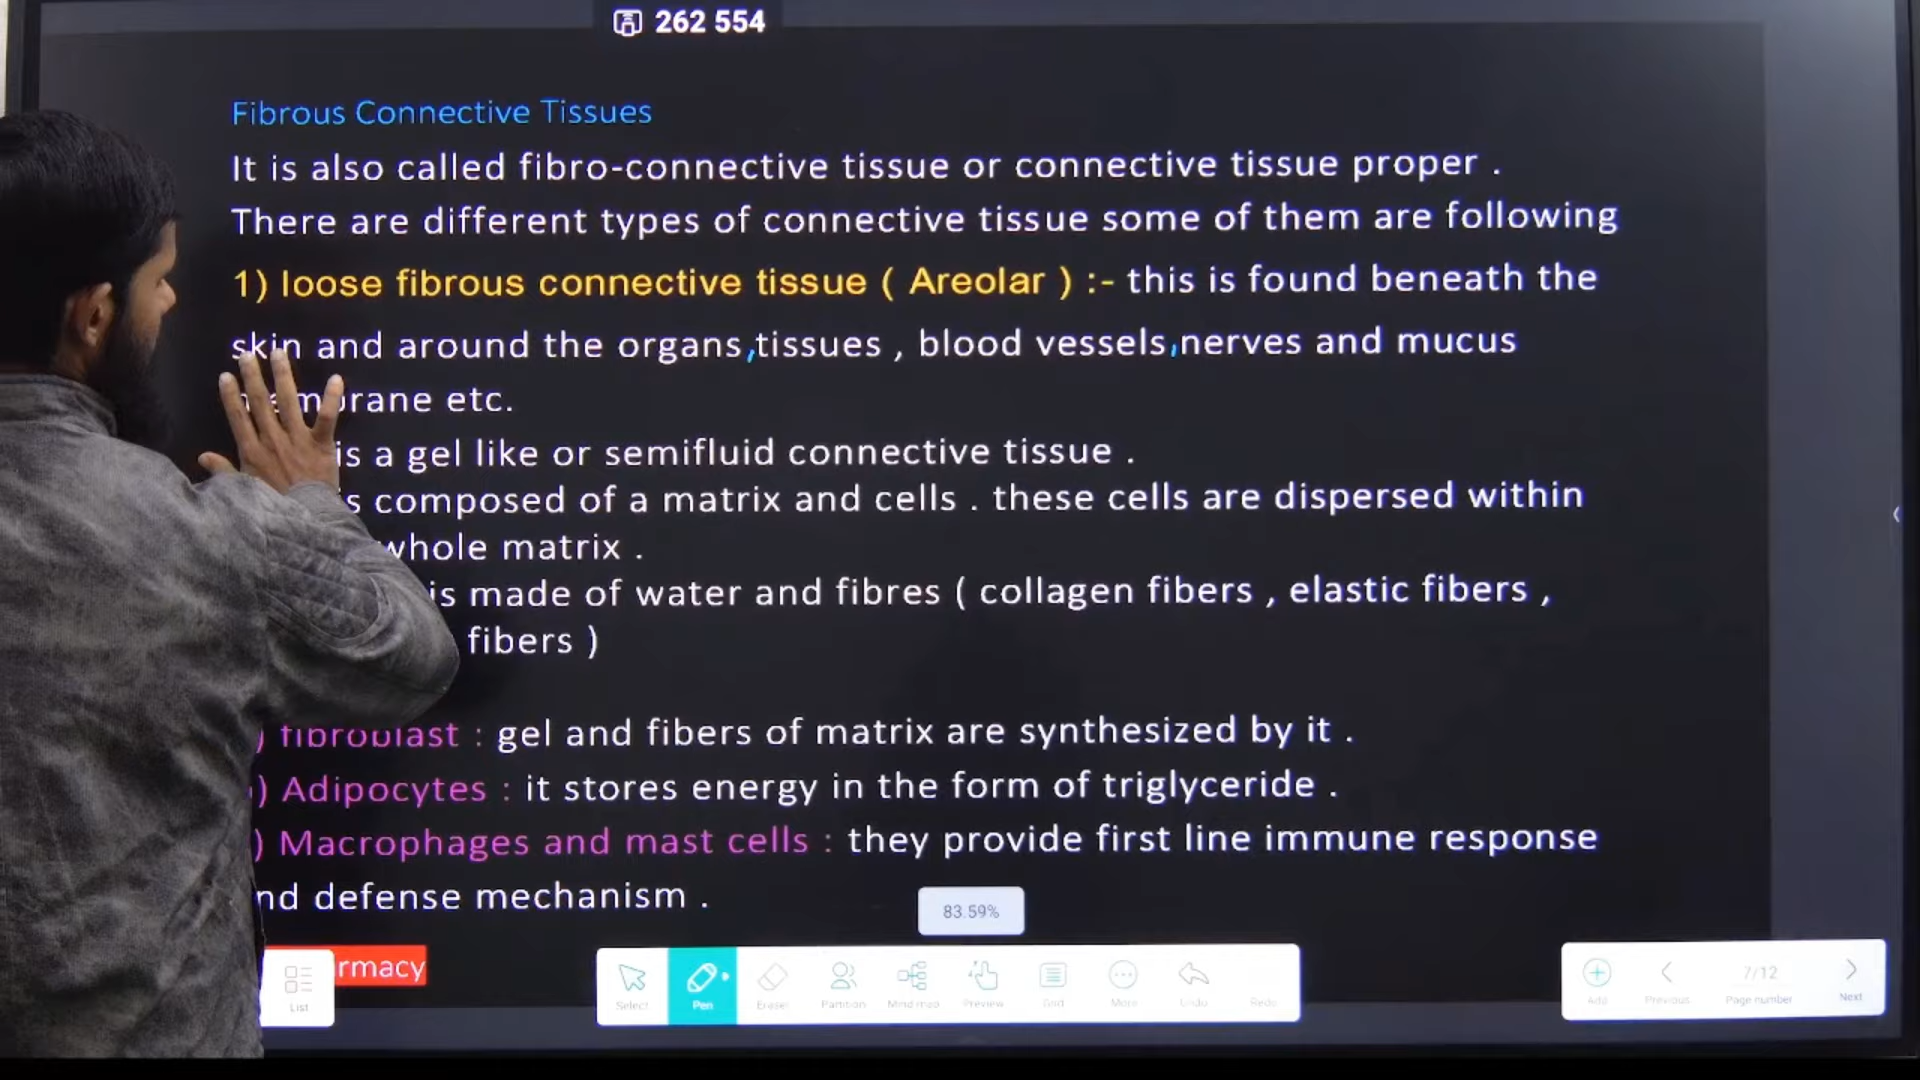 262 554
Fibrous Connective Tissues
It is also called fibro-connective tissue or connective tissue proper .
There are different types of connective tissue some of them are following
1) loose fibrous connective tissue ( Areolar ) :- this is found beneath the
skin and around the organs,tissues , blood vessels,nerves and mucus
membrane etc.
is a gel like or semifluid connective tissue .
composed of a matrix and cells . these cells are dispersed within
whole matrix .
is made of water and fibres ( collagen fibers , elastic fibers ,
fibers )
) fibroblast : gel and fibers of matrix are synthesized by it .
) Adipocytes : it stores energy in the form of triglyceride .
) Macrophages and mast cells : they provide first line immune response
nd defense mechanism .
83.59%
rmacy
List
Select Pen Eraser Partition Mind map Preview Grid More Undo Redo
Add Previous 7/12 Page number Next